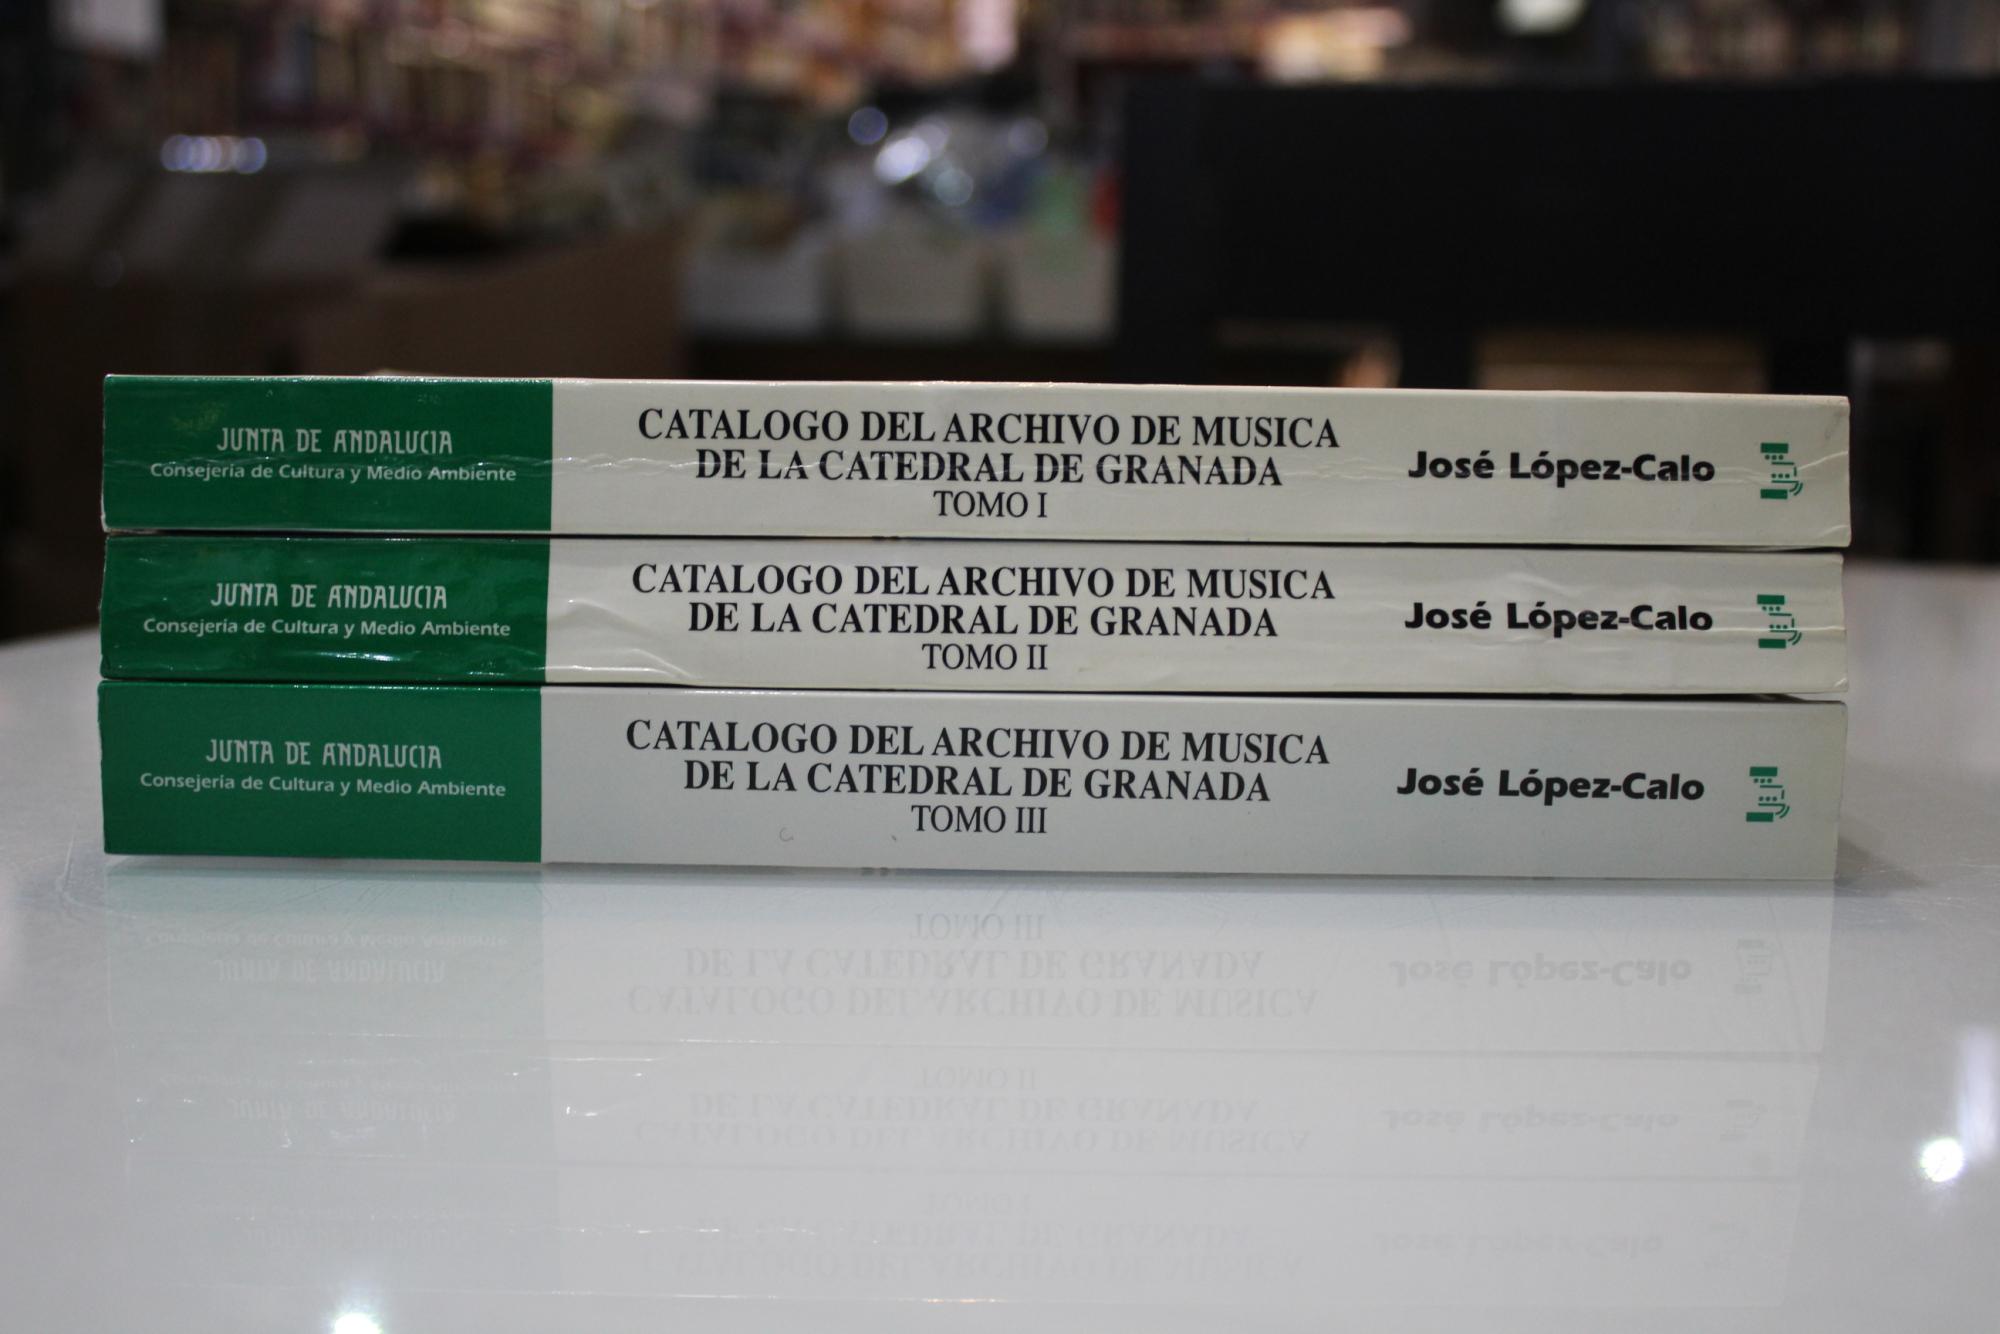 JUNTA DE ANDALUCIA
Consejería de Cultura y Medio Ambiente
CATALOGO DEL ARCHIVO DE MUSICA
DE LA CATEDRAL DE GRANADA
TOMO I
José López-Calo
JUNTA DE ANDALUCIA
Consejería de Cultura y Medio Ambiente
CATALOGO DEL ARCHIVO DE MUSICA
DE LA CATEDRAL DE GRANADA
TOMO II
José López-Calo
JUNTA DE ANDALUCIA
Consejería de Cultura y Medio Ambiente
CATALOGO DEL ARCHIVO DE MUSICA
DE LA CATEDRAL DE GRANADA
TOMO III
José López-Calo